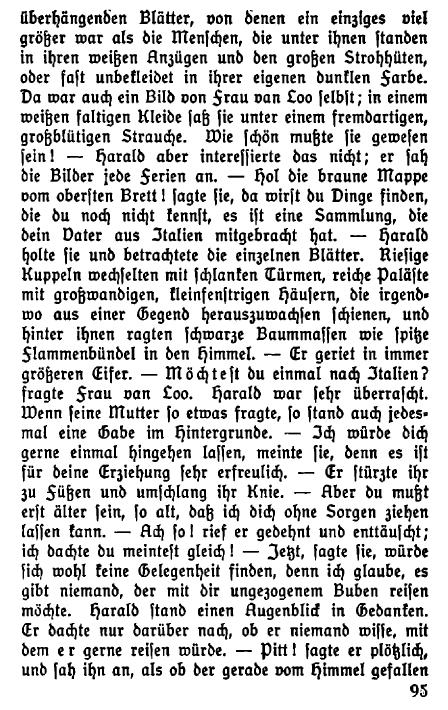 überhängenden Blätter, von denen ein einziges viel
größer war als die Menschen, die unter ihnen standen
in ihren weißen Anzügen und den großen Strohhüten,
oder fast unbekleidet in ihrer eigenen dunklen Farbe.
Da war auch ein Bild von Frau van Loo selbst; in einem
weißen faltigen Kleide saß sie unter einem fremdartigen,
großblütigen Strauche. Wie schön mußte sie gewesen
sein! — Harald aber interessierte das nicht; er sah
die Bilder jede Ferien an. — Hol die braune Mappe
vom obersten Brett! sagte sie, da wirst du Dinge finden,
die du noch nicht kennst, es ist eine Sammlung, die
dein Vater aus Italien mitgebracht hat. — Harald
holte sie und betrachtete die einzelnen Blätter. Riesige
Kuppeln wechselten mit schlanken Türmen, reiche Paläste
mit großwandigen, kleinfenstrigen Häusern, die irgend-
wo aus einer Gegend herauszuwachsen schienen, und
hinter ihnen ragten schwarze Baummassen wie spitze
Flammenbündel in den Himmel. — Er geriet in immer
größeren Eifer. — Möchtest du einmal nach Italien?
fragte Frau van Loo. Harald war sehr überrascht.
Wenn seine Mutter so etwas fragte, so stand auch jedes-
mal eine Gabe im Hintergrunde. — Ich würde dich
gerne einmal hingehen lassen, meinte sie, denn es ist
für deine Erziehung sehr erfreulich. — Er stürzte ihr
zu Füßen und umschlang ihr Knie. — Aber du mußt
erst älter sein, so alt, daß ich dich ohne Sorgen ziehen
lassen kann. — Ach so! rief er gedehnt und enttäuscht;
ich dachte du meintest gleich! — Jetzt, sagte sie, würde
sich wohl keine Gelegenheit finden, denn ich glaube, es
gibt niemand, der mit dir ungezogenem Buben reisen
möchte. Harald stand einen Augenblick in Gedanken.
Er dachte nur darüber nach, ob er niemand wisse, mit
dem er gerne reisen würde. — Pitt! sagte er plötzlich,
und sah ihn an, als ob der gerade vom Himmel gefallen
95